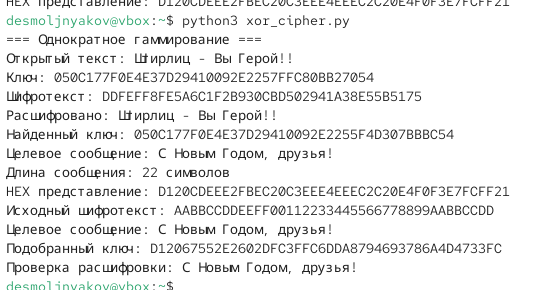 HEX представление: D120CDEEE2FBEC20C3EEE4EEEC2C20E4F0F3E7FCFF21
desmoljnyakov@vbox:~$ python3 xor_cipher.py
=== Однократное гаммирование ===
Открытый текст: Штирлиц - Вы Герой!!
Ключ: 050C177F0E4E37D29410092E2257FFC80BB27054
Шифротекст: DDFEFF8FE5A6C1F2B930CBD502941A38E55B5175
Расшифровано: Штирлиц - Вы Герой!!
Найденный ключ: 050C177F0E4E37D29410092E2255F4D307BBBC54
Целевое сообщение: С Новым Годом, друзья!
Длина сообщения: 22 символов
HEX представление: D120CDEEE2FBEC20C3EEE4EEEC2C20E4F0F3E7FCFF21
Исходный шифротекст: AABBCCDDEEFF00112233445566778899AABBCCDD
Целевое сообщение: С Новым Годом, друзья!
Подобранный ключ: D12067552E2602DFC3FFC6DDA8794693786A4D4733FC
Проверка расшифровки: С Новым Годом, друзья!
desmoljnyakov@vbox:~$